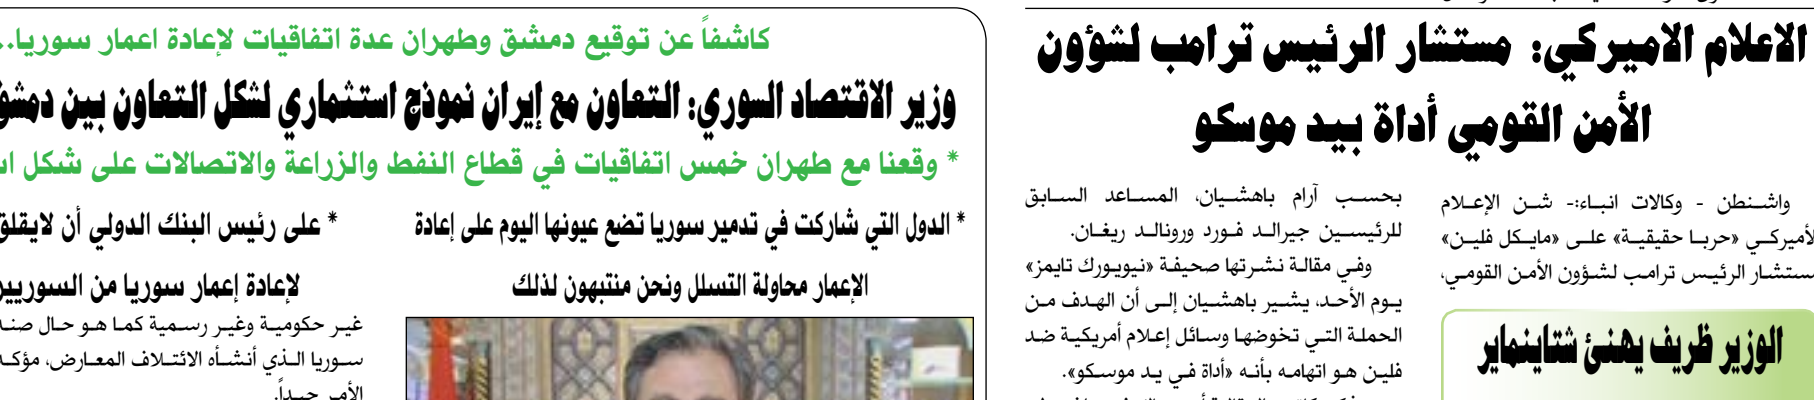 الاعلام الاميركي: مستشار الرئيس ترامب لشؤون
الأمن القومي أداة بيد موسكو
واشنطن - وكالات انباء:- شن الإعلام
الأميركي «حربا حقيقية» على «مايكل فلين»
مستشار الرئيس ترامب لشؤون الأمن القومي،
الوزير ظريف يهنئ شتاينماير
بحسب آرام باهشيان، المساعد السابق
للرئيسين جيرالد فورد ورونالد ريغان.
وفي مقالة نشرتها صحيفة «نيويورك تايمز»
يوم الأحد، يشير باهشيان إلى أن الهدف من
الحملة التي تخوضها وسائل إعلام أمريكية ضد
فلين هو اتهامه بأنه «أداة في يد موسكو».
كاشفاً عن توقيع دمشق وطهران عدة اتفاقيات لإعادة اعمار سوريا..
وزير الاقتصاد السوري: التعاون مع إيران نموذج استثماري لشكل التعاون بين
* وقعنا مع طهران خمس اتفاقيات في قطاع النفط والزراعة والاتصالات على شكل
* الدول التي شاركت في تدمير سوريا تضع عيونها اليوم على إعادة
الإعمار محاولة التسلل ونحن منتبهون لذلك
* على رئيس البنك الدولي أن لايقلق
لإعادة إعمار سوريا من السوريين
غير حكومية وغير رسمية كما هو حال
سوريا الذي أنشأه الائتلاف المعارض،
الأمر جيداً.